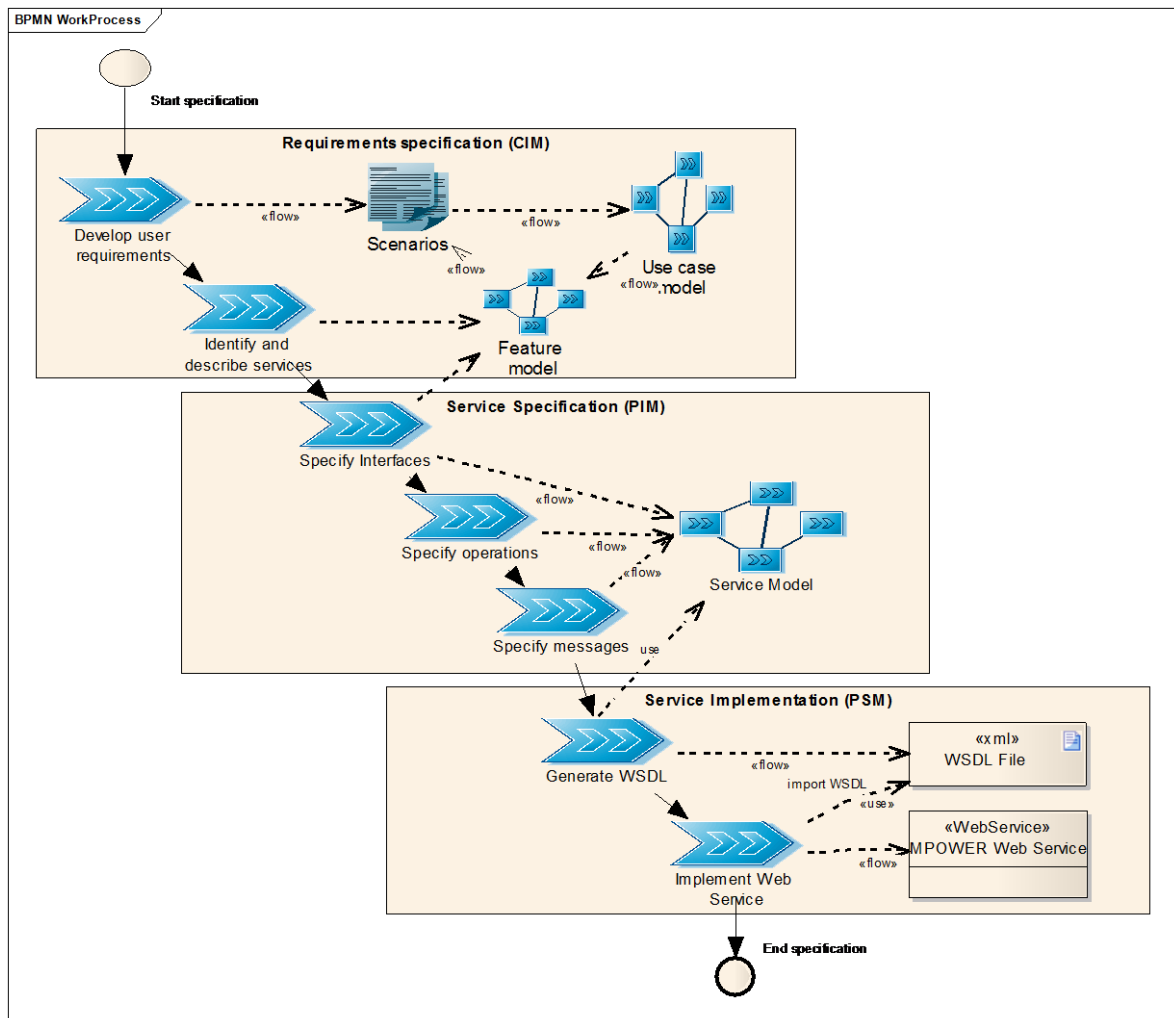 BPMN WorkProcess
Start specification
Requirements specification (CIM)
Develop user
requirements
«flow»
Scenarios
«flow»
Use case
.model
«flow»
«flow»
Identify and
describe services
Feature
model
Service Specification (PIM)
Specify Interfaces
«flow»
Specify operations
«flow»
«flow»
Service Model
Specify messages
use
Service Implementation (PSM)
Generate WSDL
«flow»
«xml»
WSDL File
import WSDL
«use»
Implement Web
Service
«flow»
«WebService»
MPOWER Web Service
End specification